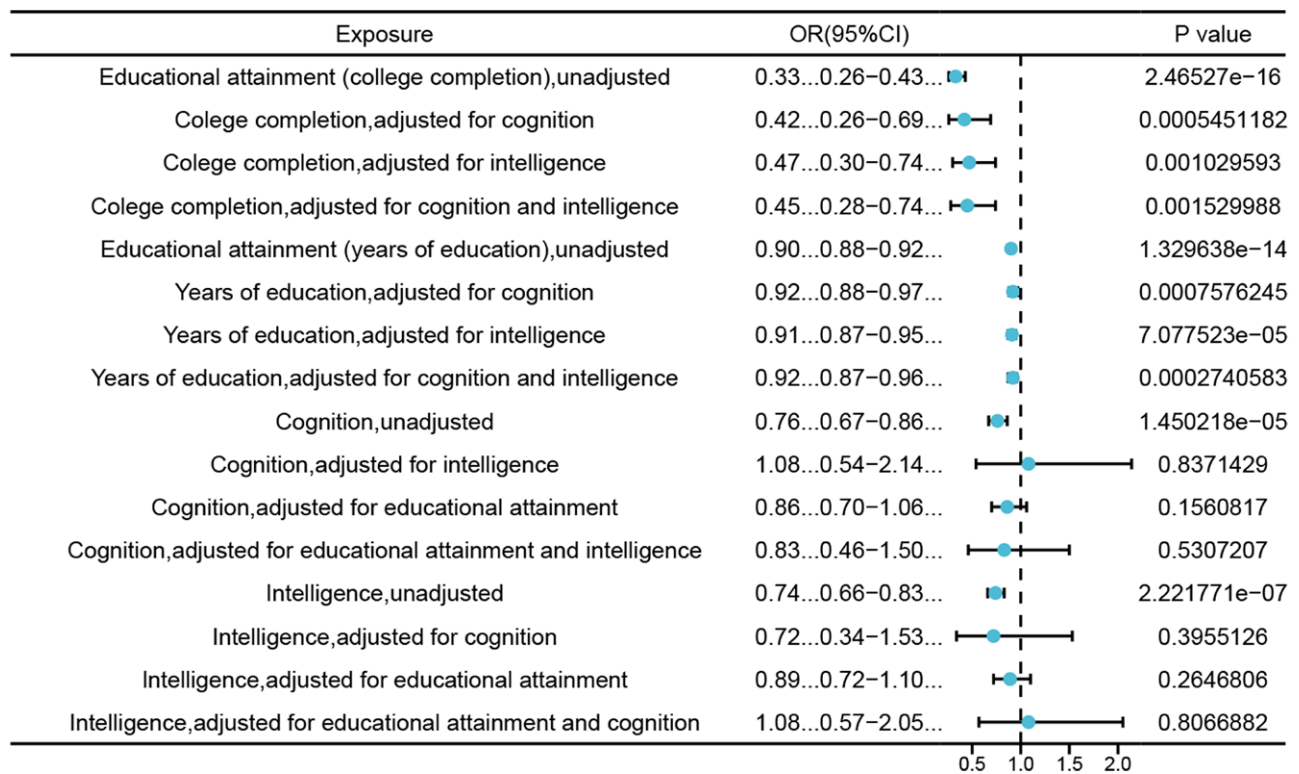 Exposure OR(95%CI) P value
Educational attainment (college completion),unadjusted 0.33...0.26−0.43... 2.46527e−16
Colege completion,adjusted for cognition 0.42...0.26−0.69... 0.0005451182
Colege completion,adjusted for intelligence 0.47...0.30−0.74... 0.001029593
Colege completion,adjusted for cognition and intelligence 0.45...0.28−0.74... 0.001529988
Educational attainment (years of education),unadjusted 0.90...0.88−0.92... 1.329638e−14
Years of education,adjusted for cognition 0.92...0.88−0.97... 0.0007576245
Years of education,adjusted for intelligence 0.91...0.87−0.95... 7.077523e−05
Years of education,adjusted for cognition and intelligence 0.92...0.87−0.96... 0.0002740583
Cognition,unadjusted 0.76...0.67−0.86... 1.450218e−05
Cognition,adjusted for intelligence 1.08...0.54−2.14... 0.8371429
Cognition,adjusted for educational attainment 0.86...0.70−1.06... 0.1560817
Cognition,adjusted for educational attainment and intelligence 0.83...0.46−1.50... 0.5307207
Intelligence,unadjusted 0.74...0.66−0.83... 2.221771e−07
Intelligence,adjusted for cognition 0.72...0.34−1.53... 0.3955126
Intelligence,adjusted for educational attainment 0.89...0.72−1.10... 0.2646806
Intelligence,adjusted for educational attainment and cognition 1.08...0.57−2.05... 0.8066882
0.5 1.0 1.5 2.0